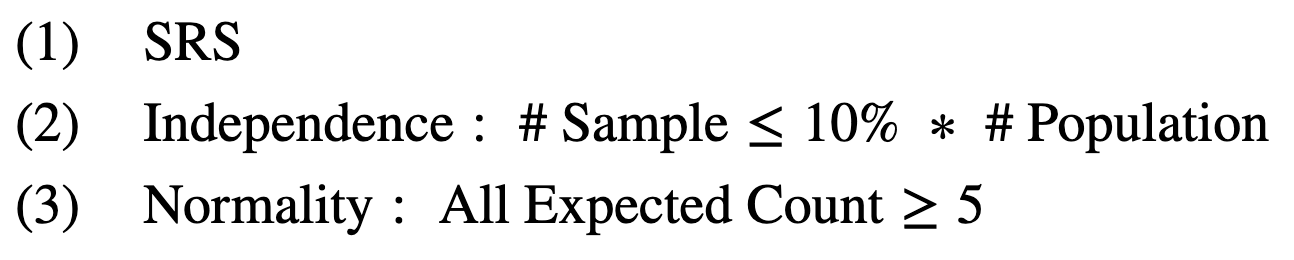 (1) SRS
(2) Independence : # Sample ≤ 10% * # Population
(3) Normality : All Expected Count ≥ 5